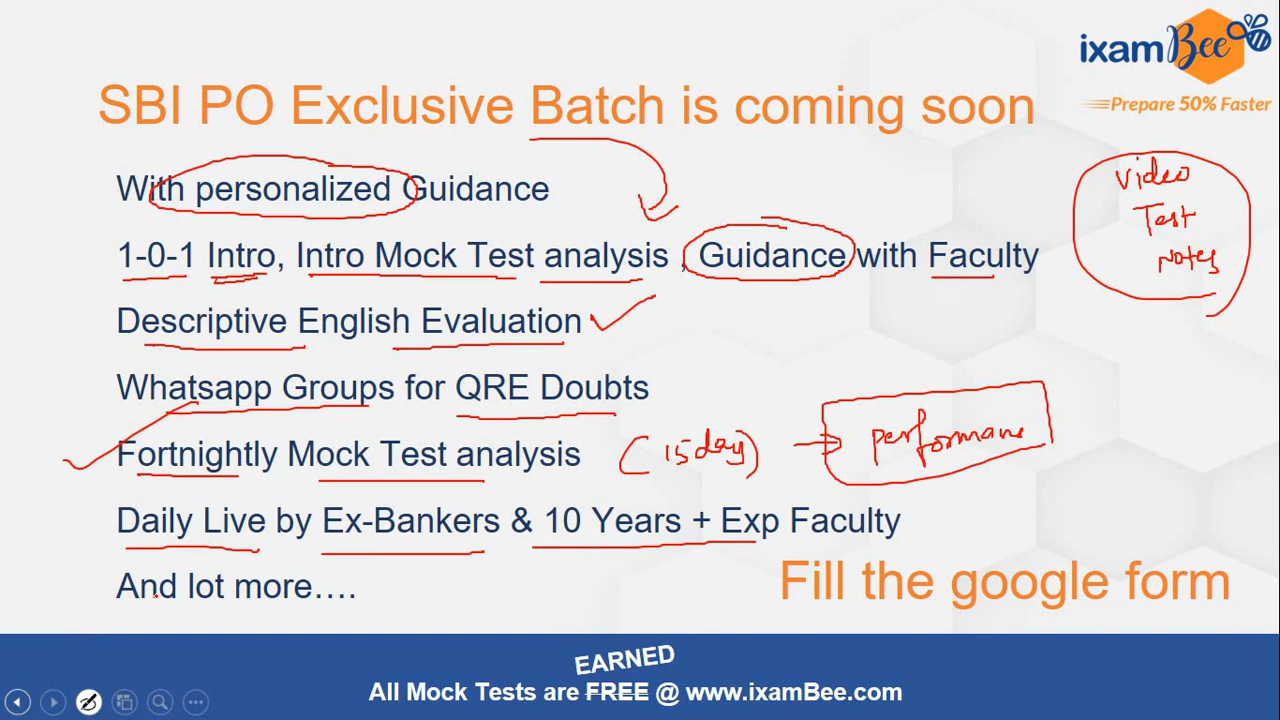 ixamBee
Prepare 50% Faster
SBI PO Exclusive Batch is coming soon
With personalized Guidance
1-0-1 Intro, Intro Mock Test analysis , Guidance with Faculty
Descriptive English Evaluation
Whatsapp Groups for QRE Doubts
Fortnightly Mock Test analysis (15 day) performanc
Daily Live by Ex-Bankers & 10 Years + Exp Faculty
And lot more….
Video
Test
Notes
Fill the google form
EARNED
All Mock Tests are FREE @ www.ixamBee.com